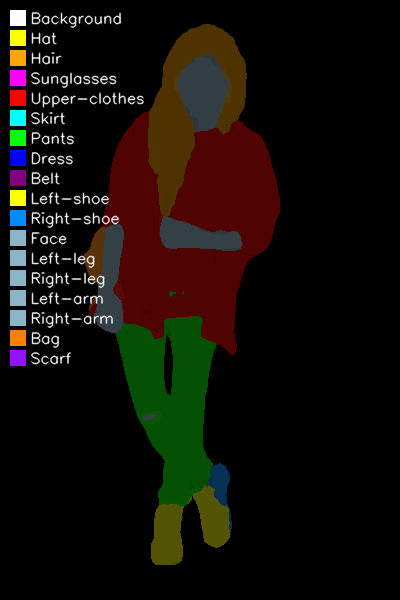 Background
Hat
Hair
Sunglasses
Upper-clothes
Skirt
Pants
Dress
Belt
Left-shoe
Right-shoe
Face
Left-leg
Right-leg
Left-arm
Right-arm
Bag
Scarf